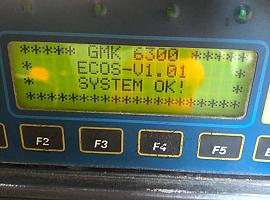 ***** GMK 6300 *****
* ECOS-V1.01 *
* SYSTEM OK! *
********************
F2 F3 F4 F5